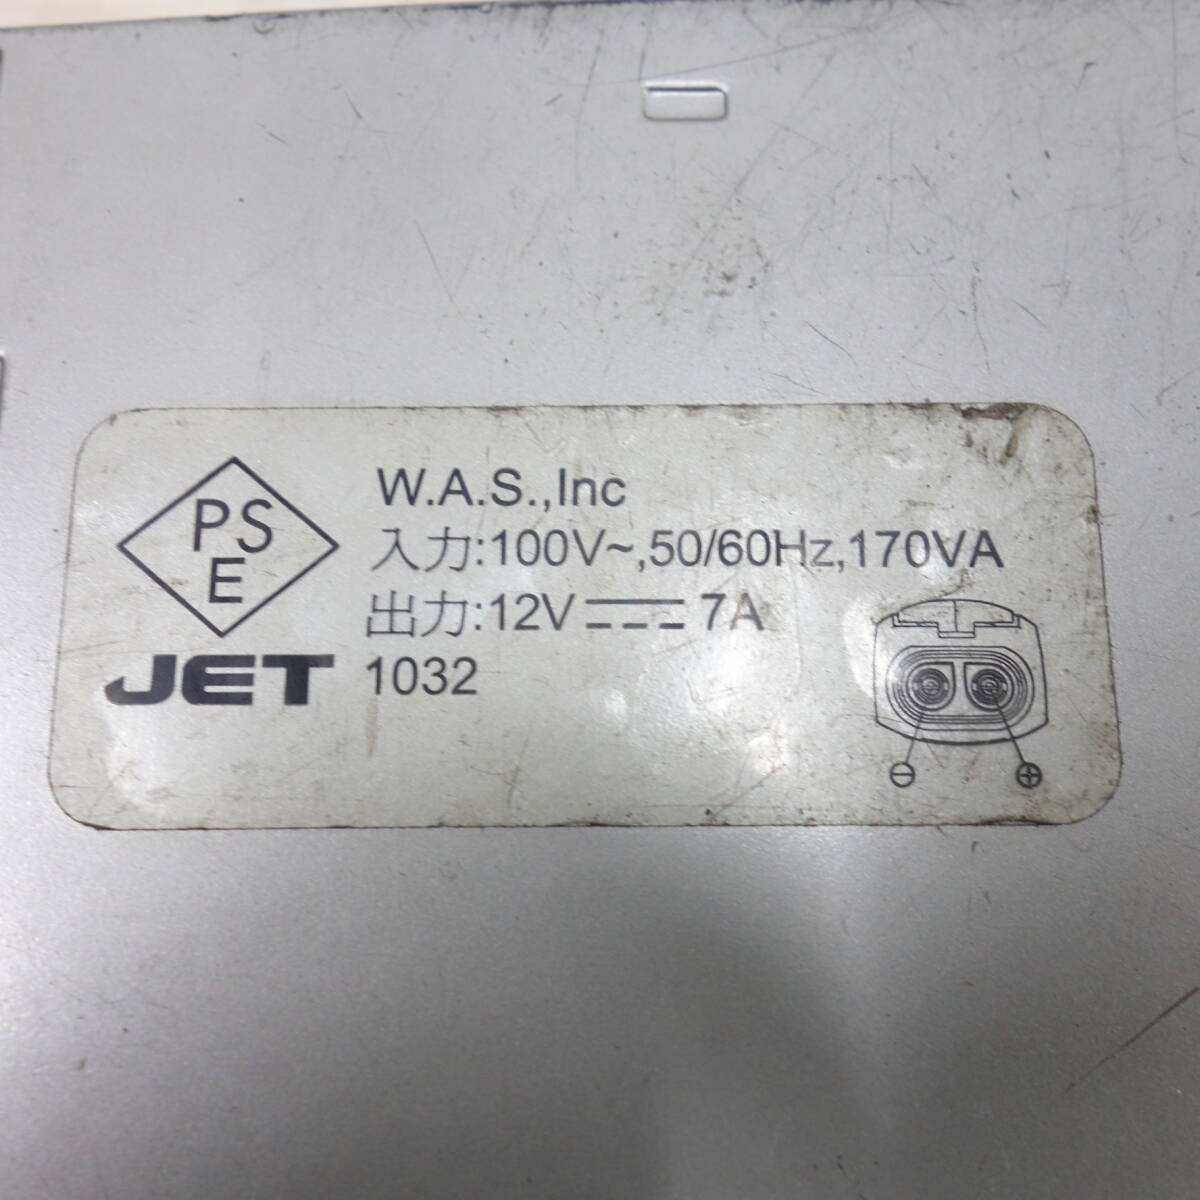 PS
E
JET
W.A.S.,Inc
入力:100V~,50/60Hz,170VA
出力:12V⎓7A
1032
⊖ ⊕